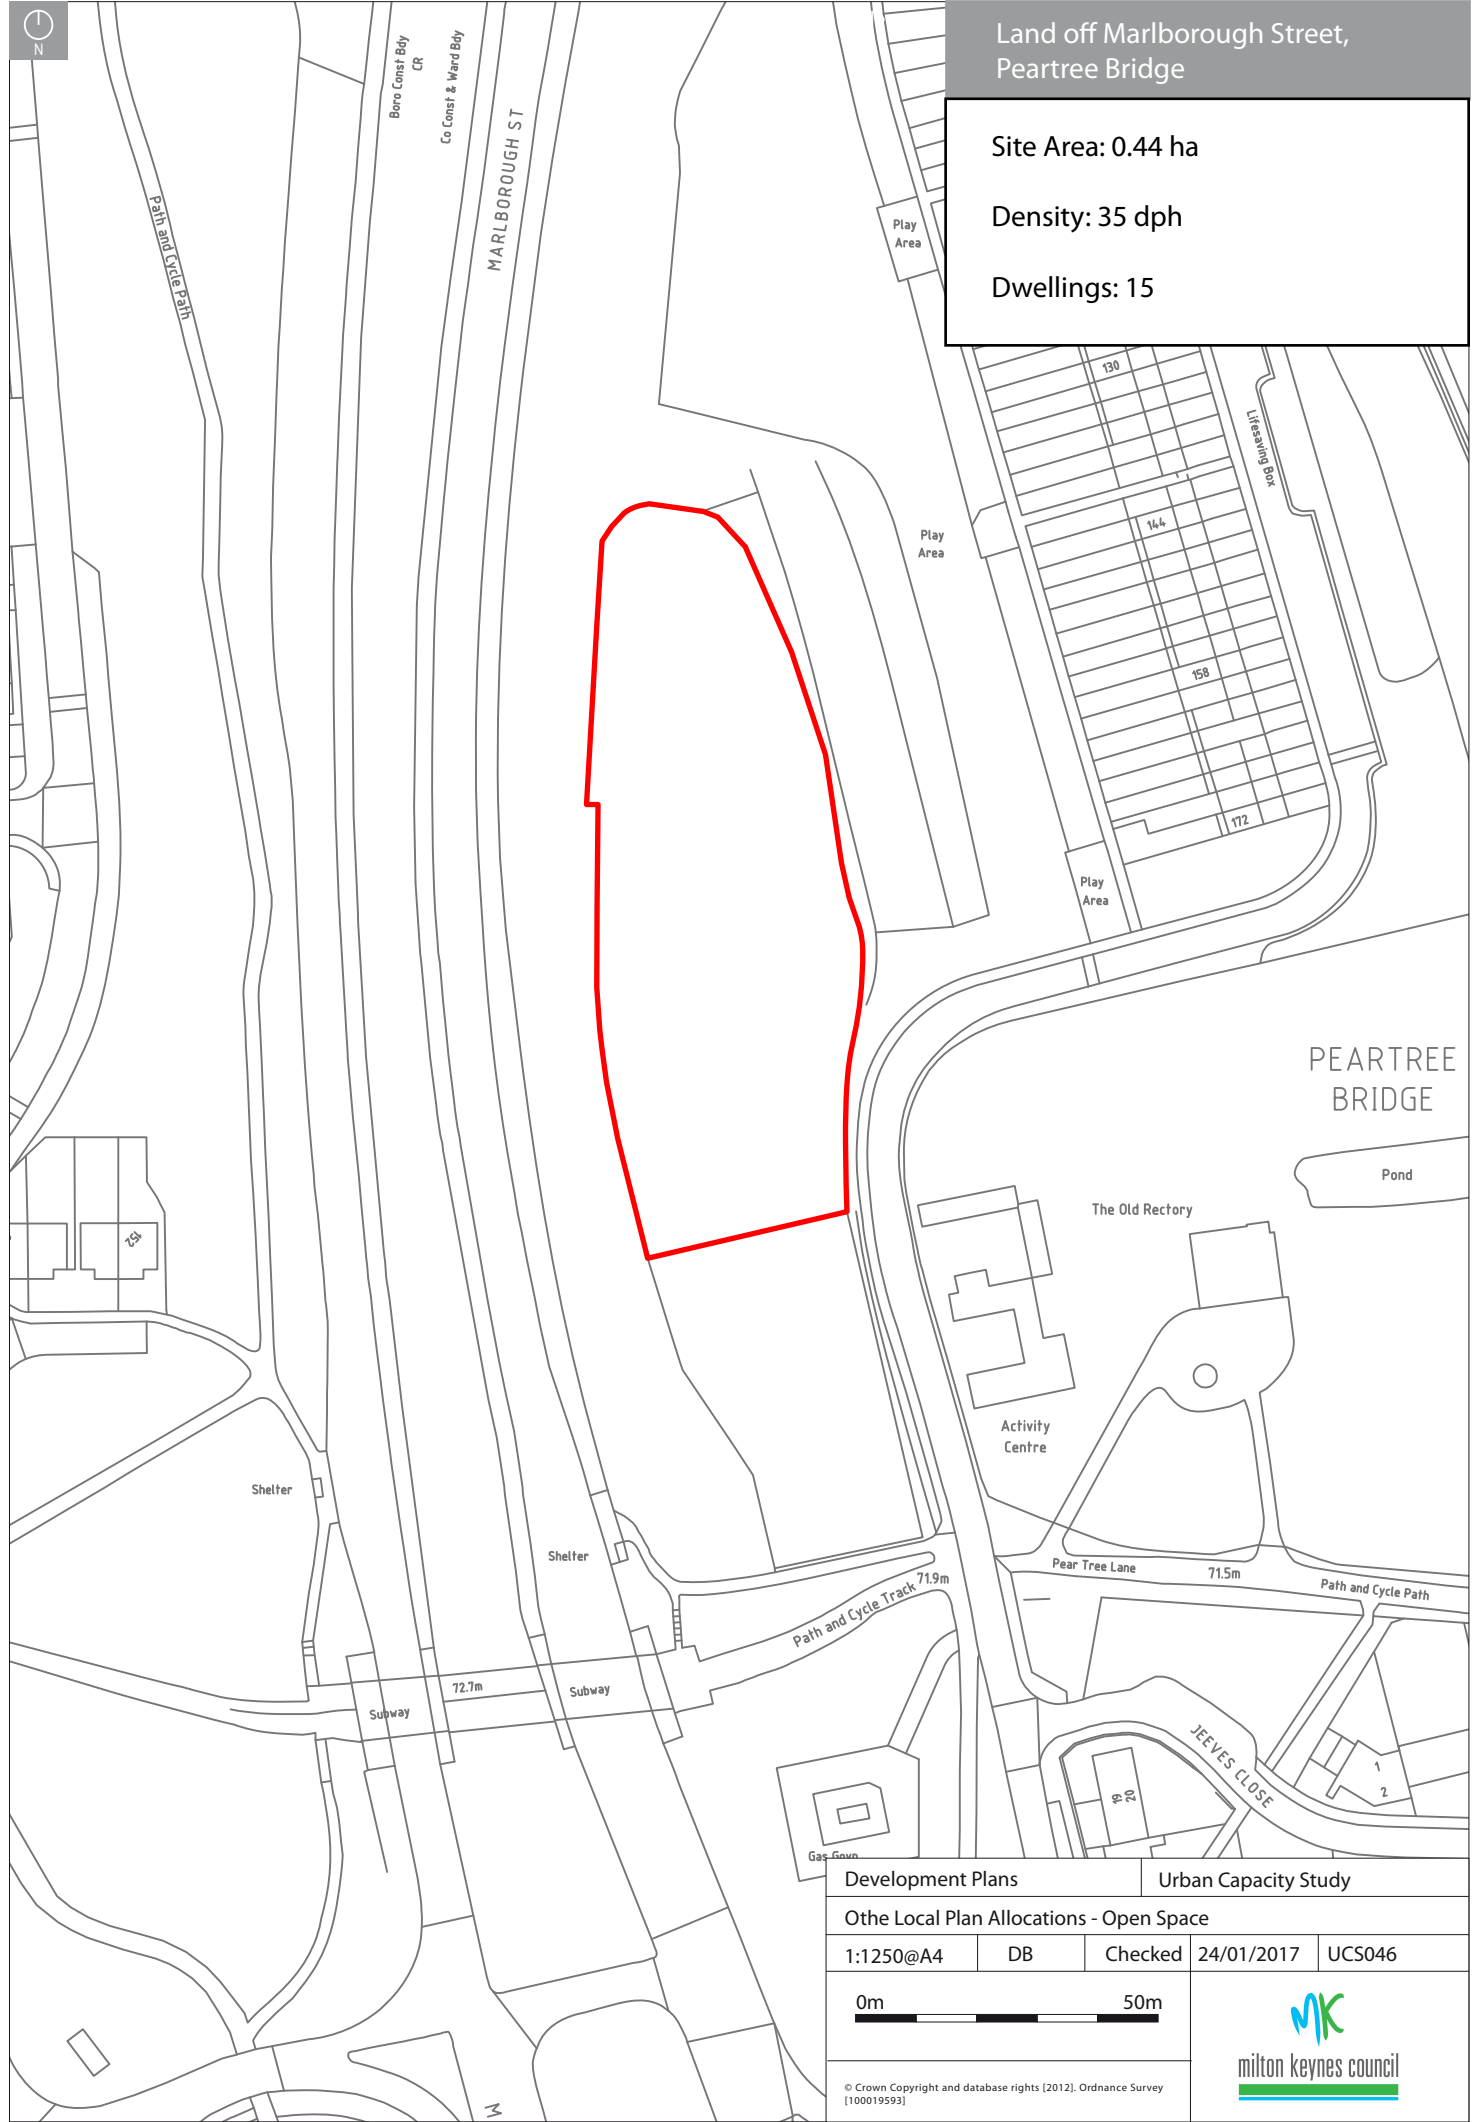 N
Land off Marlborough Street,
Peartree Bridge
Site Area: 0.44 ha
Density: 35 dph
Dwellings: 15
Boro Const Bdy
CR
Co Const & Ward Bdy
MARLBOROUGH ST
Path and Cycle Path
Play
Area
130
Lifesaving Box
144
Play
Area
158
172
Play
Area
PEARTREE
BRIDGE
Pond
The Old Rectory
152
Activity
Centre
Shelter
Shelter
Pear Tree Lane
71.5m
Path and Cycle Path
71.9m
Path and Cycle Track
72.7m
Subway
Subway
JEEVES CLOSE
1
2
19
20
Gas Govn
M
Development Plans
Urban Capacity Study
Othe Local Plan Allocations - Open Space
1:1250@A4
DB
Checked
24/01/2017
UCS046
0m
50m
MK
milton keynes council
© Crown Copyright and database rights [2012]. Ordnance Survey
[100019593]